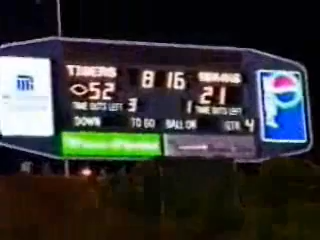 TIGERS 8 16
52 21
TIME OUTS LEFT 3 1 TIME OUTS LEFT
DOWN TO GO BALL ON QTR 4
PEPSI